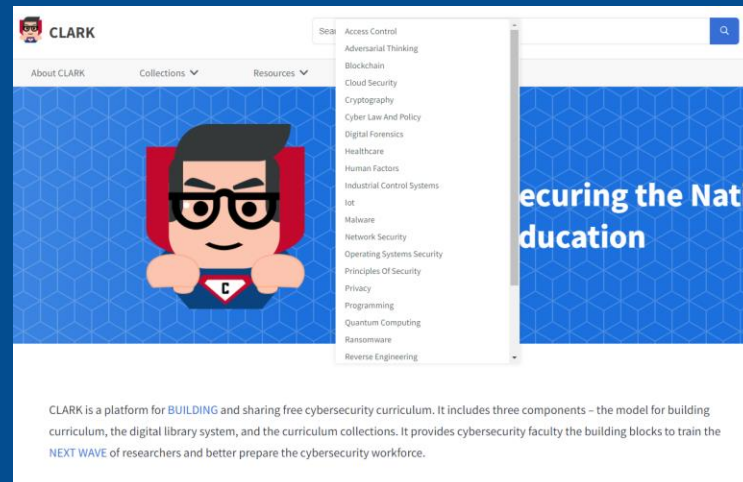 CLARK
Sear
Access Control
Adversarial Thinking
Blockchain
Cloud Security
Cryptography
Cyber Law And Policy
Digital Forensics
Healthcare
Human Factors
Industrial Control Systems
Iot
Malware
Network Security
Operating Systems Security
Principles Of Security
Privacy
Programming
Quantum Computing
Ransomware
Reverse Engineering
About CLARK Collections Resources
ecuring the Nat
ducation
C
CLARK is a platform for BUILDING and sharing free cybersecurity curriculum. It includes three components – the model for building
curriculum, the digital library system, and the curriculum collections. It provides cybersecurity faculty the building blocks to train the
NEXT WAVE of researchers and better prepare the cybersecurity workforce.